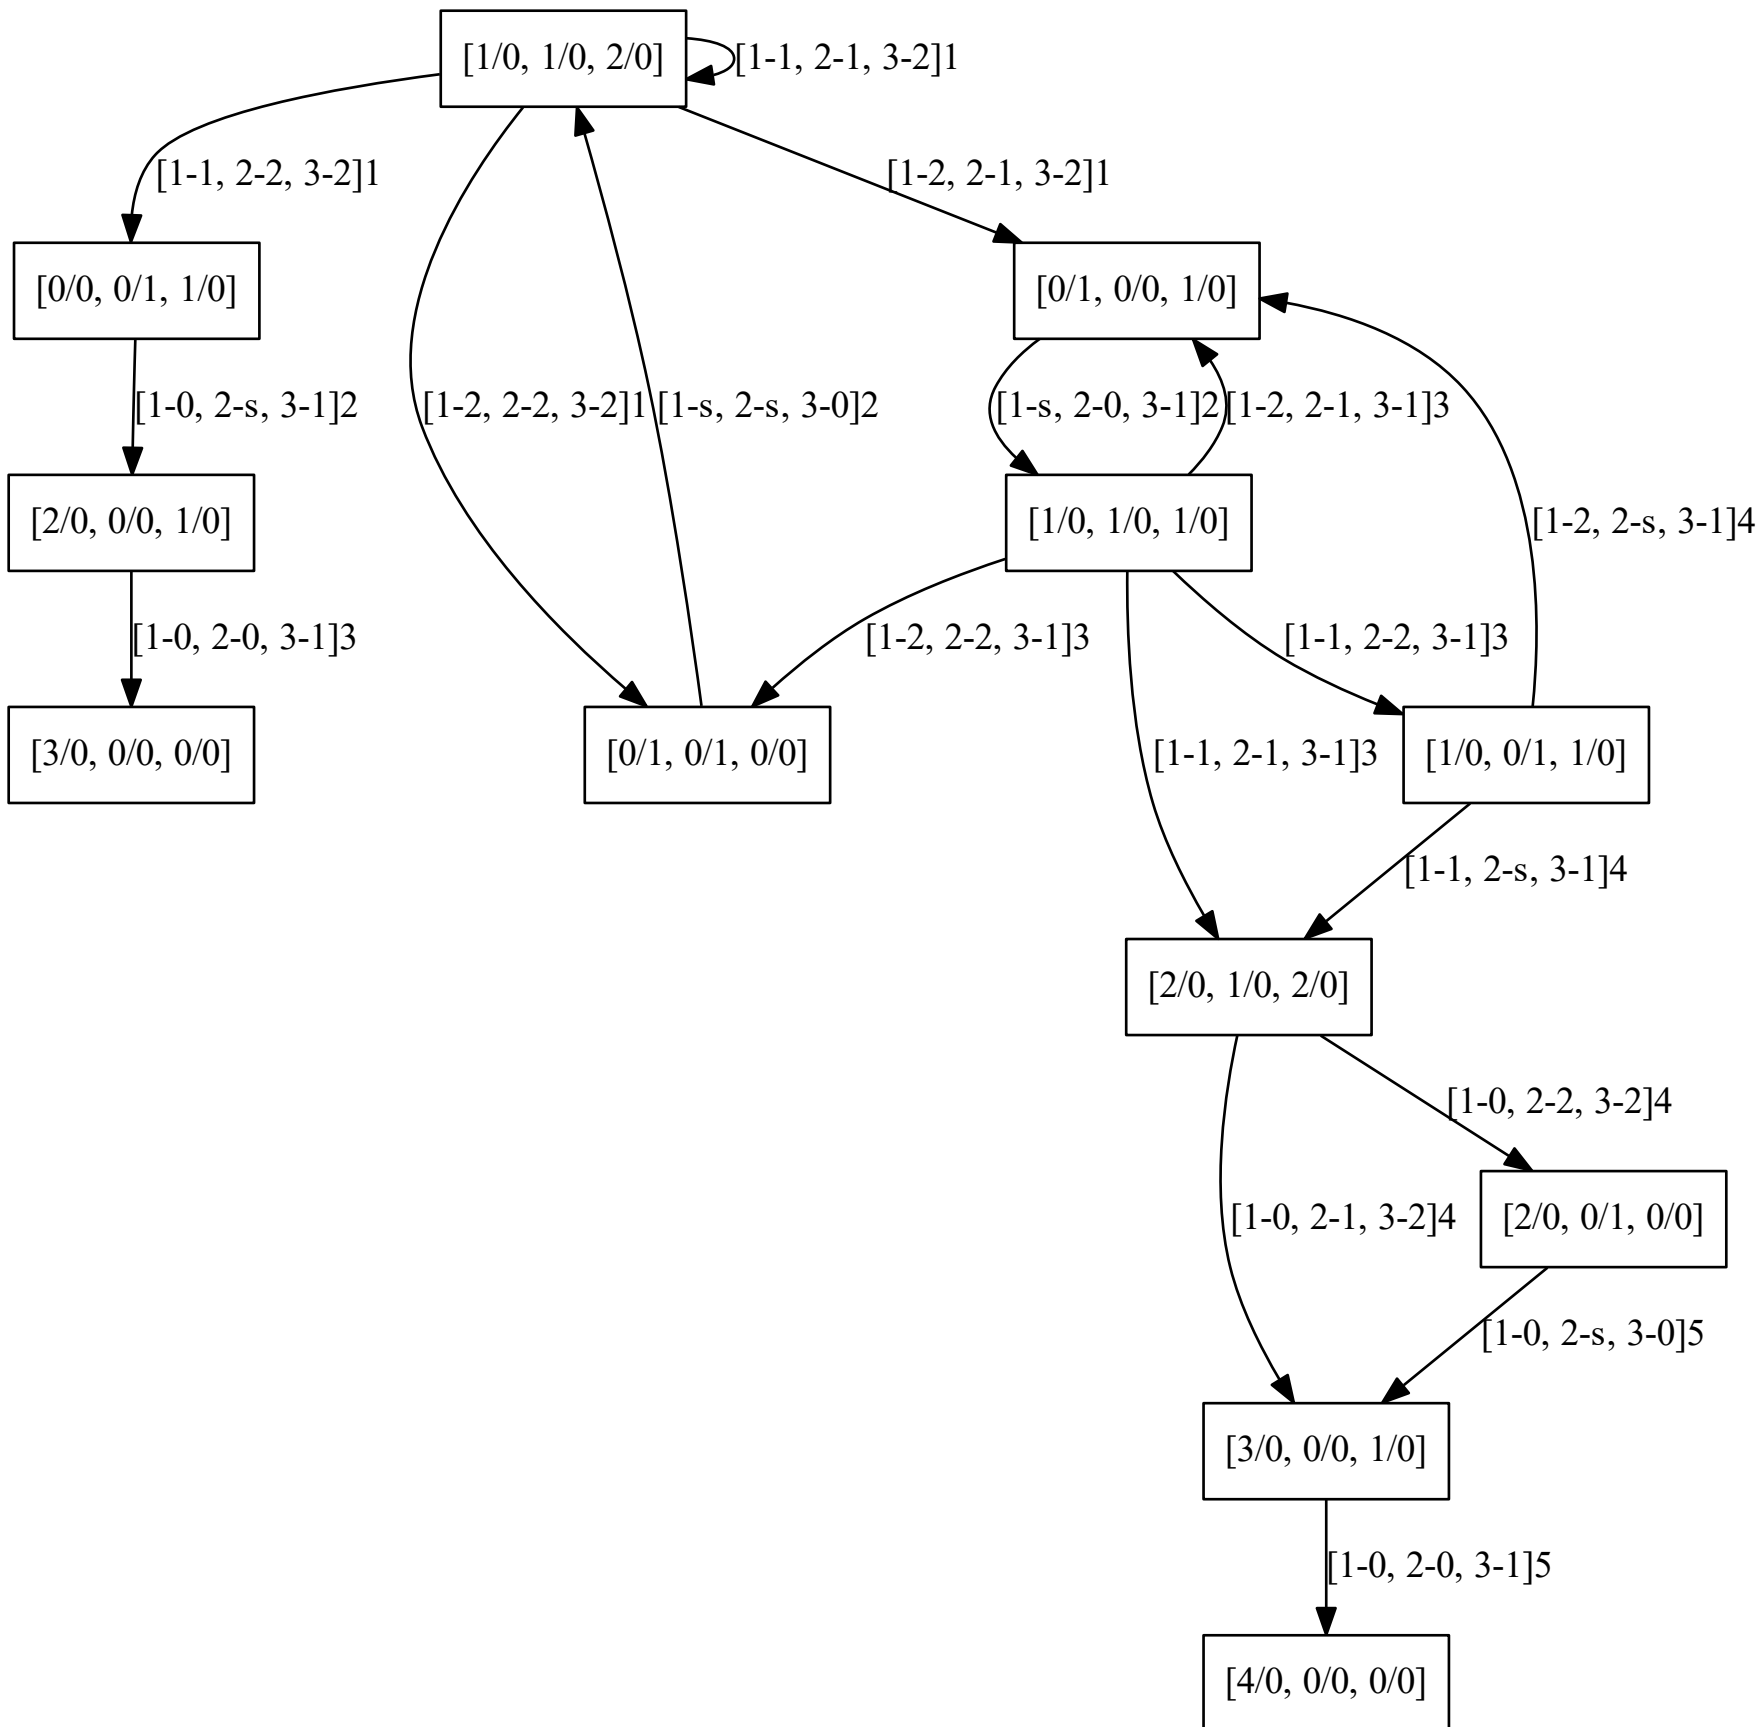 [1/0, 1/0, 2/0]
[1-1, 2-1, 3-2]1
[1-1, 2-2, 3-2]1
[1-2, 2-1, 3-2]1
[0/0, 0/1, 1/0]
[0/1, 0/0, 1/0]
[1-0, 2-s, 3-1]2
[1-2, 2-2, 3-2]1
[1-s, 2-s, 3-0]2
[1-s, 2-0, 3-1]2
[1-2, 2-1, 3-1]3
[2/0, 0/0, 1/0]
[1/0, 1/0, 1/0]
[1-2, 2-s, 3-1]4
[1-0, 2-0, 3-1]3
[1-2, 2-2, 3-1]3
[1-1, 2-2, 3-1]3
[3/0, 0/0, 0/0]
[0/1, 0/1, 0/0]
[1-1, 2-1, 3-1]3
[1/0, 0/1, 1/0]
[1-1, 2-s, 3-1]4
[2/0, 1/0, 2/0]
[1-0, 2-2, 3-2]4
[1-0, 2-1, 3-2]4
[2/0, 0/1, 0/0]
[1-0, 2-s, 3-0]5
[3/0, 0/0, 1/0]
[1-0, 2-0, 3-1]5
[4/0, 0/0, 0/0]